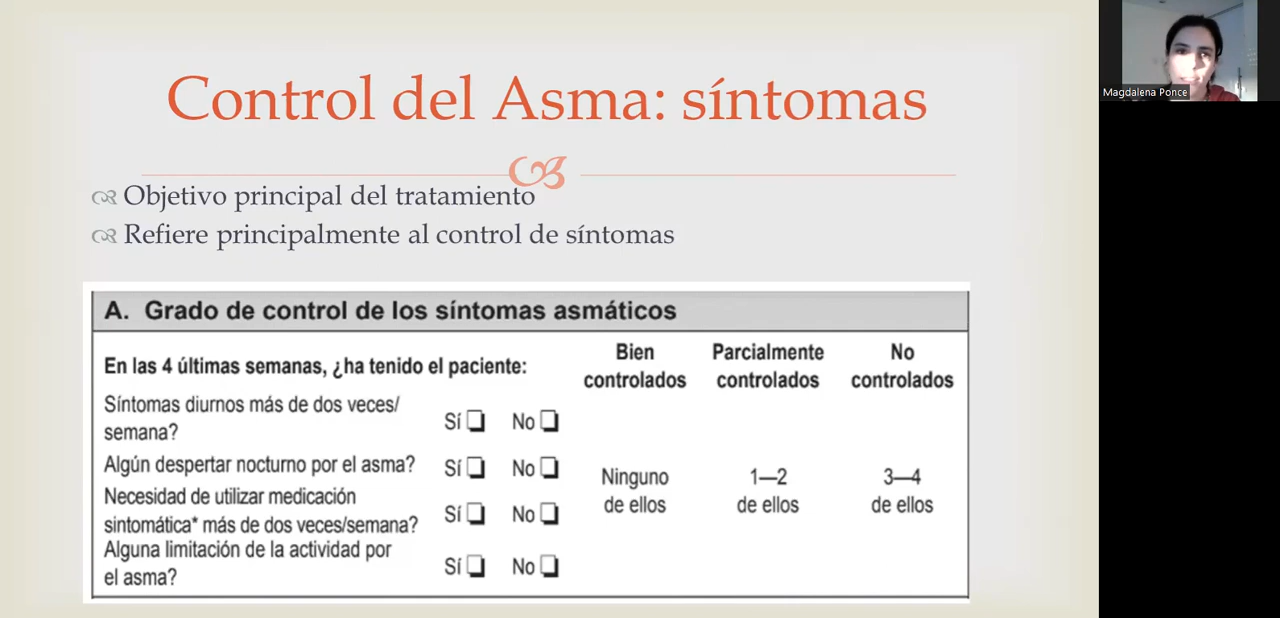 Control del Asma: síntomas
Magdalena Ponce
Objetivo principal del tratamiento
Refiere principalmente al control de síntomas
A. Grado de control de los síntomas asmáticos
En las 4 últimas semanas, ¿ha tenido el paciente:
Bien
controlados
Parcialmente
controlados
No
controlados
Síntomas diurnos más de dos veces/
semana?
Sí No
Algún despertar nocturno por el asma?
Sí No
Necesidad de utilizar medicación
sintomática* más de dos veces/semana?
Sí No
Alguna limitación de la actividad por
el asma?
Sí No
Ninguno
de ellos
1—2
de ellos
3—4
de ellos